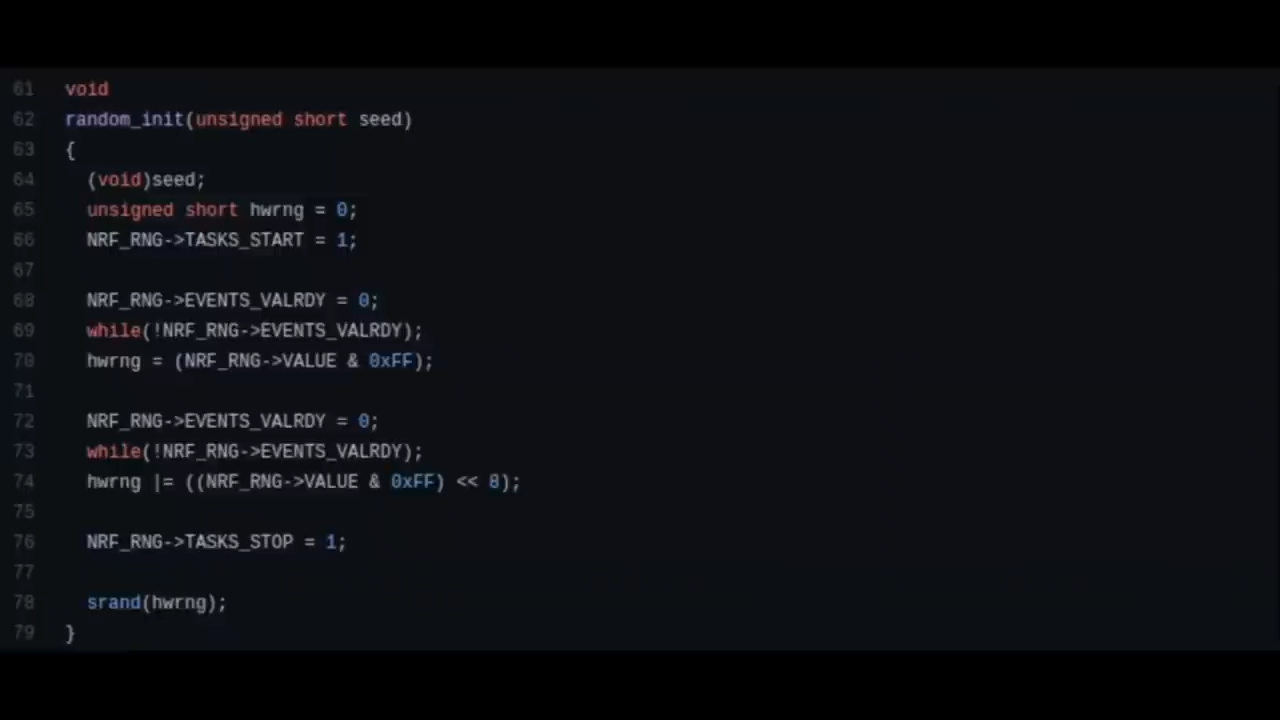 61 void
62 random_init(unsigned short seed)
63 {
64 (void)seed;
65 unsigned short hwrng = 0;
66 NRF_RNG->TASKS_START = 1;
67
68 NRF_RNG->EVENTS_VALRDY = 0;
69 while(!NRF_RNG->EVENTS_VALRDY);
70 hwrng = (NRF_RNG->VALUE & 0xFF);
71
72 NRF_RNG->EVENTS_VALRDY = 0;
73 while(!NRF_RNG->EVENTS_VALRDY);
74 hwrng |= ((NRF_RNG->VALUE & 0xFF) << 8);
75
76 NRF_RNG->TASKS_STOP = 1;
77
78 srand(hwrng);
79 }